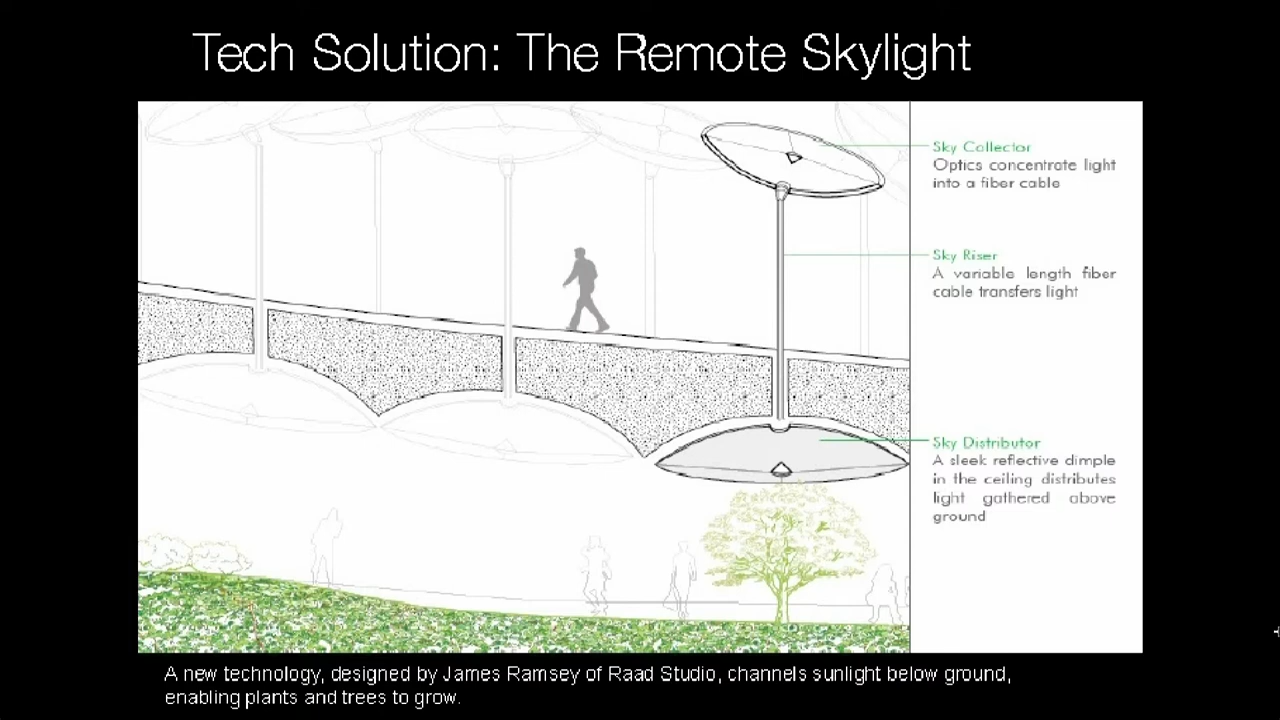 Tech Solution: The Remote Skylight
Sky Collector
Optics concentrate light
into a fiber cable
Sky Riser
A variable length fiber
cable transfers light
Sky Distributor
A sleek reflective dimple
in the ceiling distributes
light gathered above
ground
A new technology, designed by James Ramsey of Raad Studio, channels sunlight below ground,
enabling plants and trees to grow.